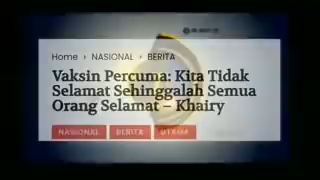 Home › NASIONAL › BERITA
Vaksin Percuma: Kita Tidak
Selamat Sehinggalah Semua
Orang Selamat – Khairy
NASIONAL BERITA UTAMA